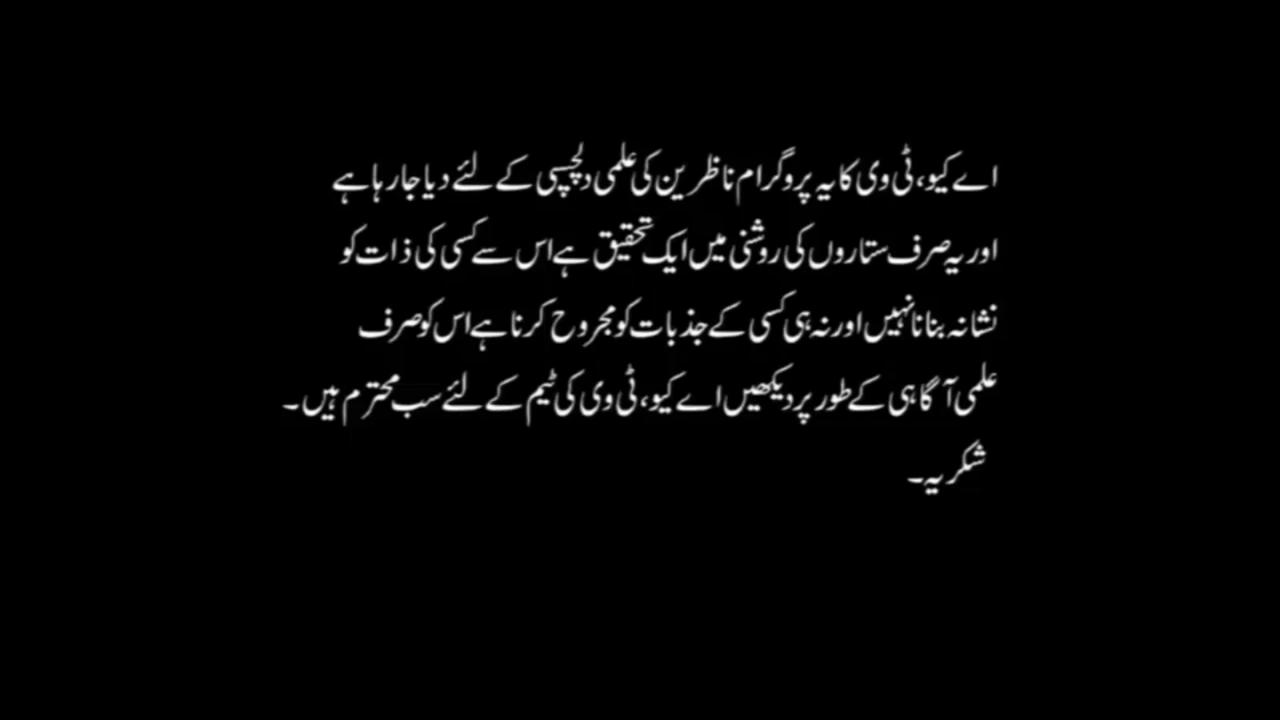 اے کیو، ٹی وی کا یہ پروگرام ناظرین کی علمی دلچسپی کے لئے دیا جا رہا ہے
اور یہ صرف ستاروں کی روشنی میں ایک تحقیق ہے اس سے کسی کی ذات کو
نشانہ بنانا نہیں اور نہ ہی کسی کے جذبات کو مجروح کرنا ہے اس کو صرف
علمی آگاہی کے طور پر دیکھیں اے کیو، ٹی وی کی ٹیم کے لئے سب محترم ہیں۔
شکریہ۔